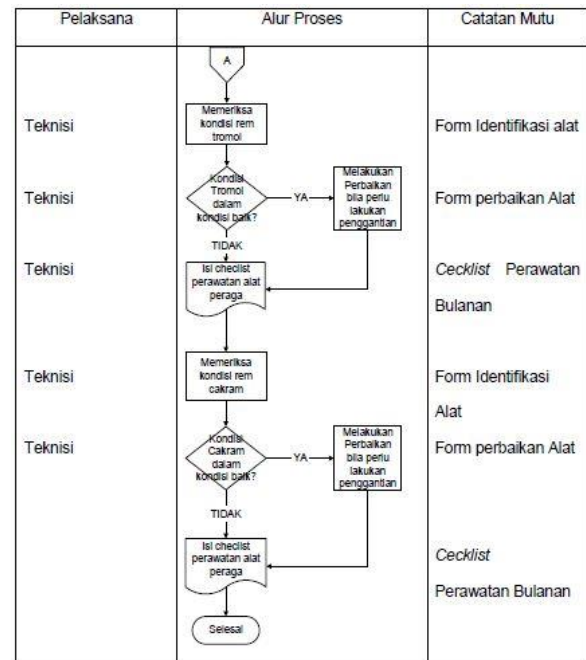 Pelaksana
Alur Proses
Catatan Mutu
A
Teknisi
Memeriksa
kondisi rem
tromol
Form Identifikasi alat
Teknisi
Kondisi
Tromol
dalam
kondisi baik?
YA
Melakukan
Perbaikan
bila perlu
lakukan
penggantian
Form perbaikan Alat
TIDAK
Teknisi
Isi checlist
perawatan alat
peraga
Cecklist Perawatan
Bulanan
Teknisi
Memeriksa
kondisi rem
cakram
Form Identifikasi
Alat
Teknisi
Kondisi
Cakram
dalam
kondisi baik?
YA
Melakukan
Perbaikan
bila perlu
lakukan
penggantian
Form perbaikan Alat
TIDAK
Isi checlist
perawatan alat
peraga
Cecklist
Perawatan Bulanan
Selesai